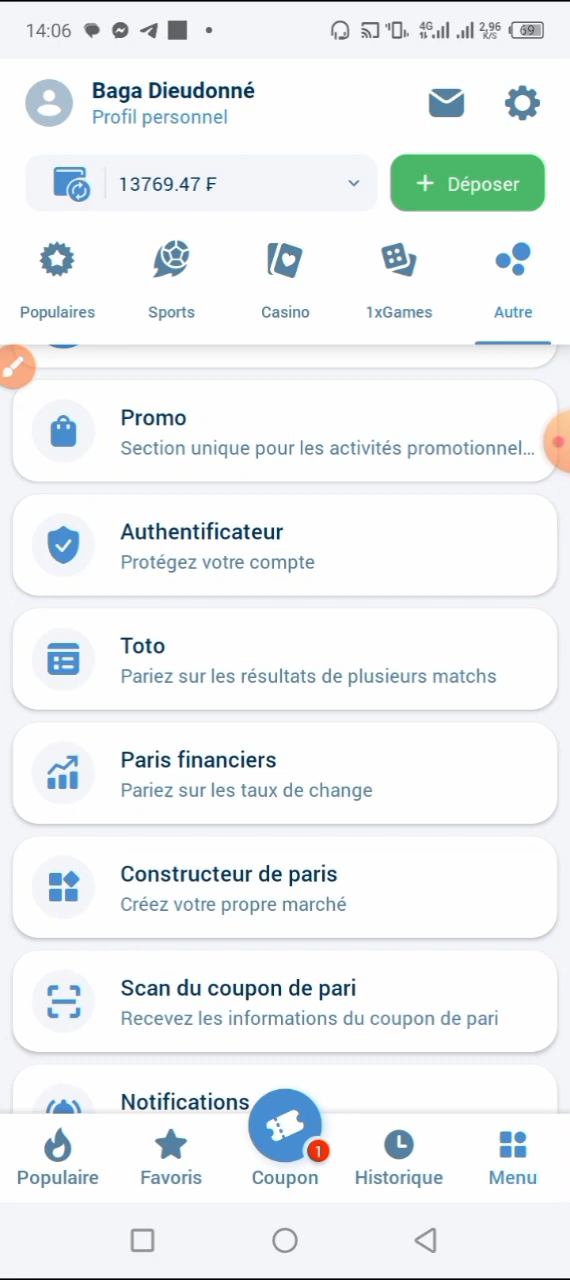 14:06
4G
2,96
K/S
69
Baga Dieudonné
Profil personnel
13769.47 ₣
+ Déposer
Populaires
Sports
Casino
1xGames
Autre
Promo
Section unique pour les activités promotionnel...
Authentificateur
Protégez votre compte
Toto
Pariez sur les résultats de plusieurs matchs
Paris financiers
Pariez sur les taux de change
Constructeur de paris
Créez votre propre marché
Scan du coupon de pari
Recevez les informations du coupon de pari
Notifications
1
Populaire
Favoris
Coupon
Historique
Menu